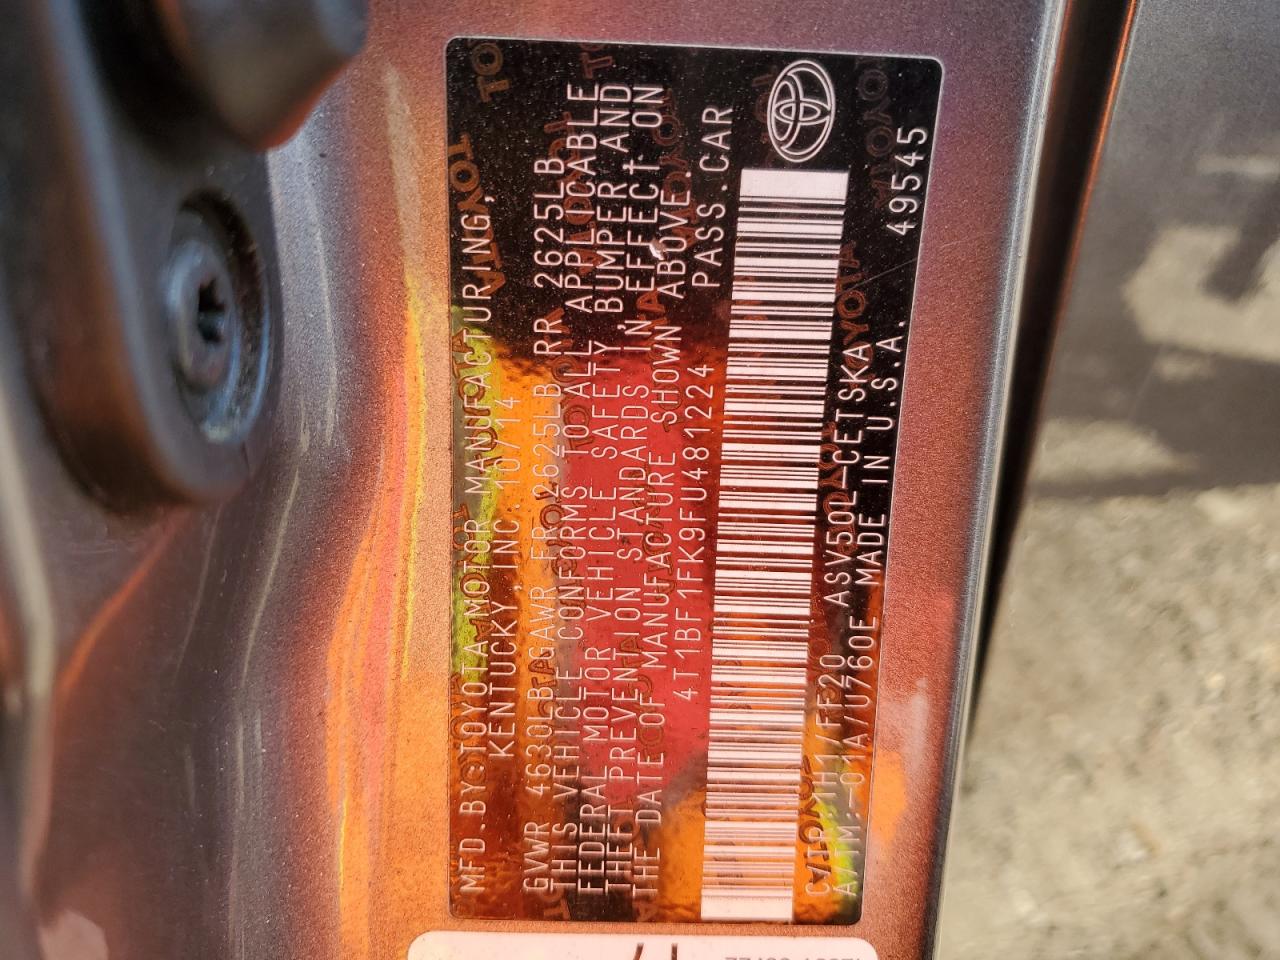 MFD. BY TOYOTA MOTOR MANUFACTURING,
KENTUCKY, INC. 10/14
GVWR 4630LB GAWR FR 2625LB RR 2625LB
THIS VEHICLE CONFORMS TO ALL APPLICABLE
FEDERAL MOTOR VEHICLE SAFETY, BUMPER AND
THEFT PREVENTION STANDARDS IN EFFECT ON
THE DATE OF MANUFACTURE SHOWN ABOVE.
4T1BF1FK9FU481224 PASS.CAR
C/TR:1H1/FF20 ASV50L-CETSKA
A/TM:-01A/U760E MADE IN U.S.A. 49545